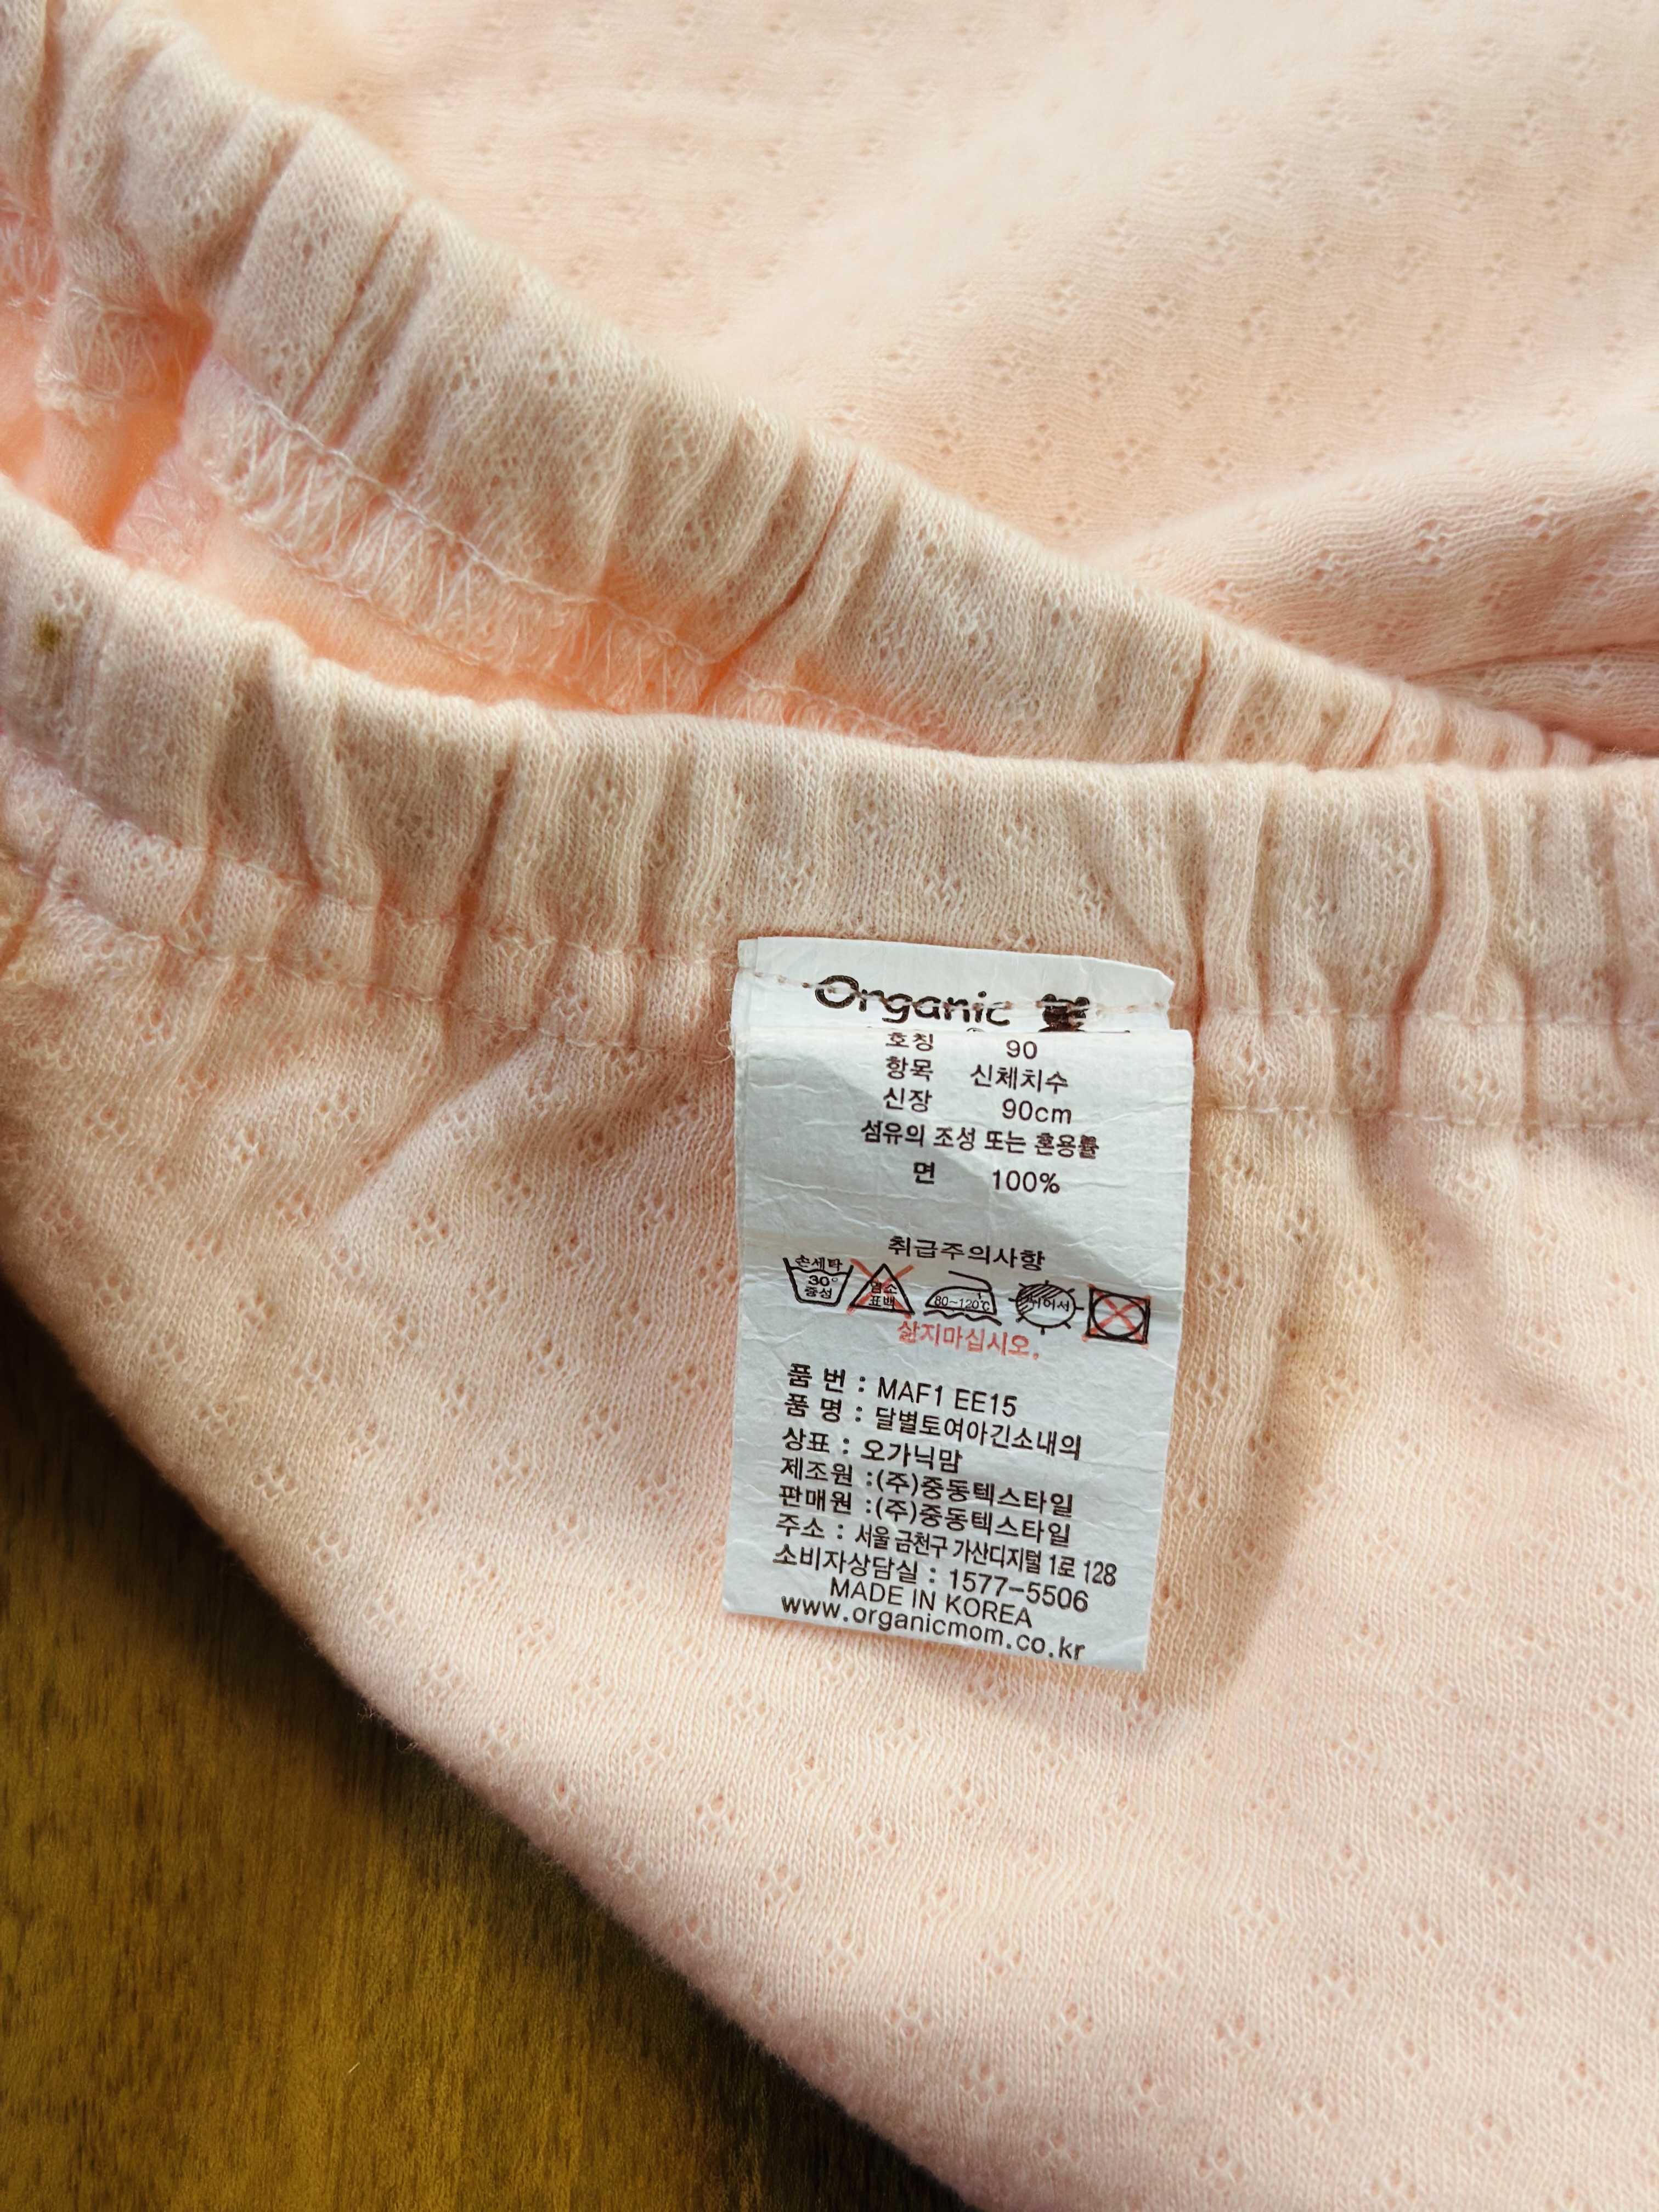 Organic
호칭 90
항목 신체치수
신장 90cm
섬유의 조성 또는 혼용률
면 100%
취급주의사항
손세탁 30° 중성 염소 표백 80-120℃ 뉘어서
삶지마십시오.
품 번 : MAF1 EE15
품 명 : 달별토여아긴소내의
상표 : 오가닉맘
제조원 :(주)중동텍스타일
판매원 :(주)중동텍스타일
주소 : 서울 금천구 가산디지털 1로 128
소비자상담실 : 1577-5506
MADE IN KOREA
www.organicmom.co.kr